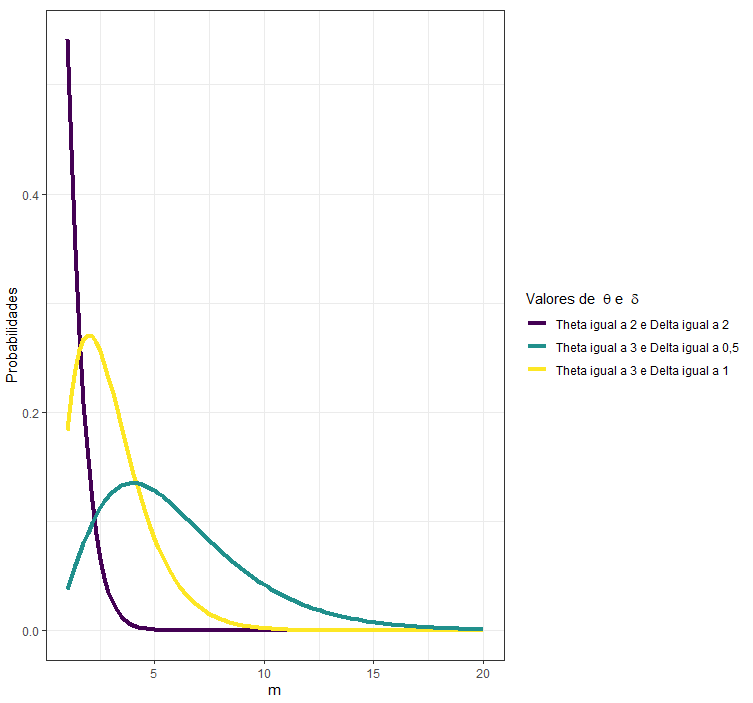 0.4
0.2
0.0
Probabilidades
5
10
15
20
m
Valores de θ e δ
Theta igual a 2 e Delta igual a 2
Theta igual a 3 e Delta igual a 0,5
Theta igual a 3 e Delta igual a 1